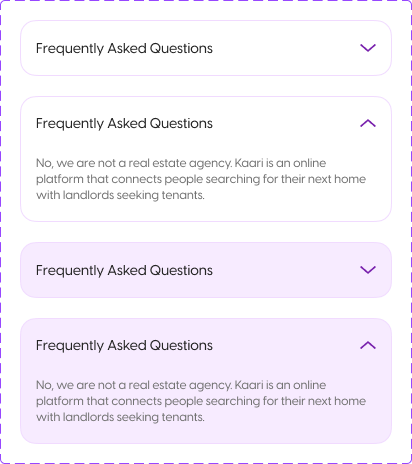 Frequently Asked Questions
Frequently Asked Questions
No, we are not a real estate agency. Kaari is an online
platform that connects people searching for their next home
with landlords seeking tenants.
Frequently Asked Questions
Frequently Asked Questions
No, we are not a real estate agency. Kaari is an online
platform that connects people searching for their next home
with landlords seeking tenants.